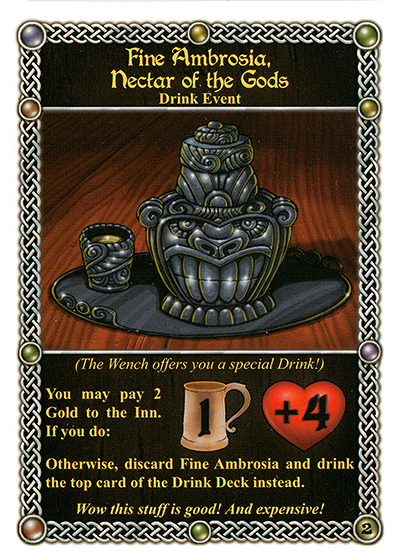 Fine Ambrosia,
Nectar of the Gods
Drink Event
(The Wench offers you a special Drink!)
You may pay 2
Gold to the Inn.
If you do:
1
+4
Otherwise, discard Fine Ambrosia and drink
the top card of the Drink Deck instead.
Wow this stuff is good! And expensive!
2